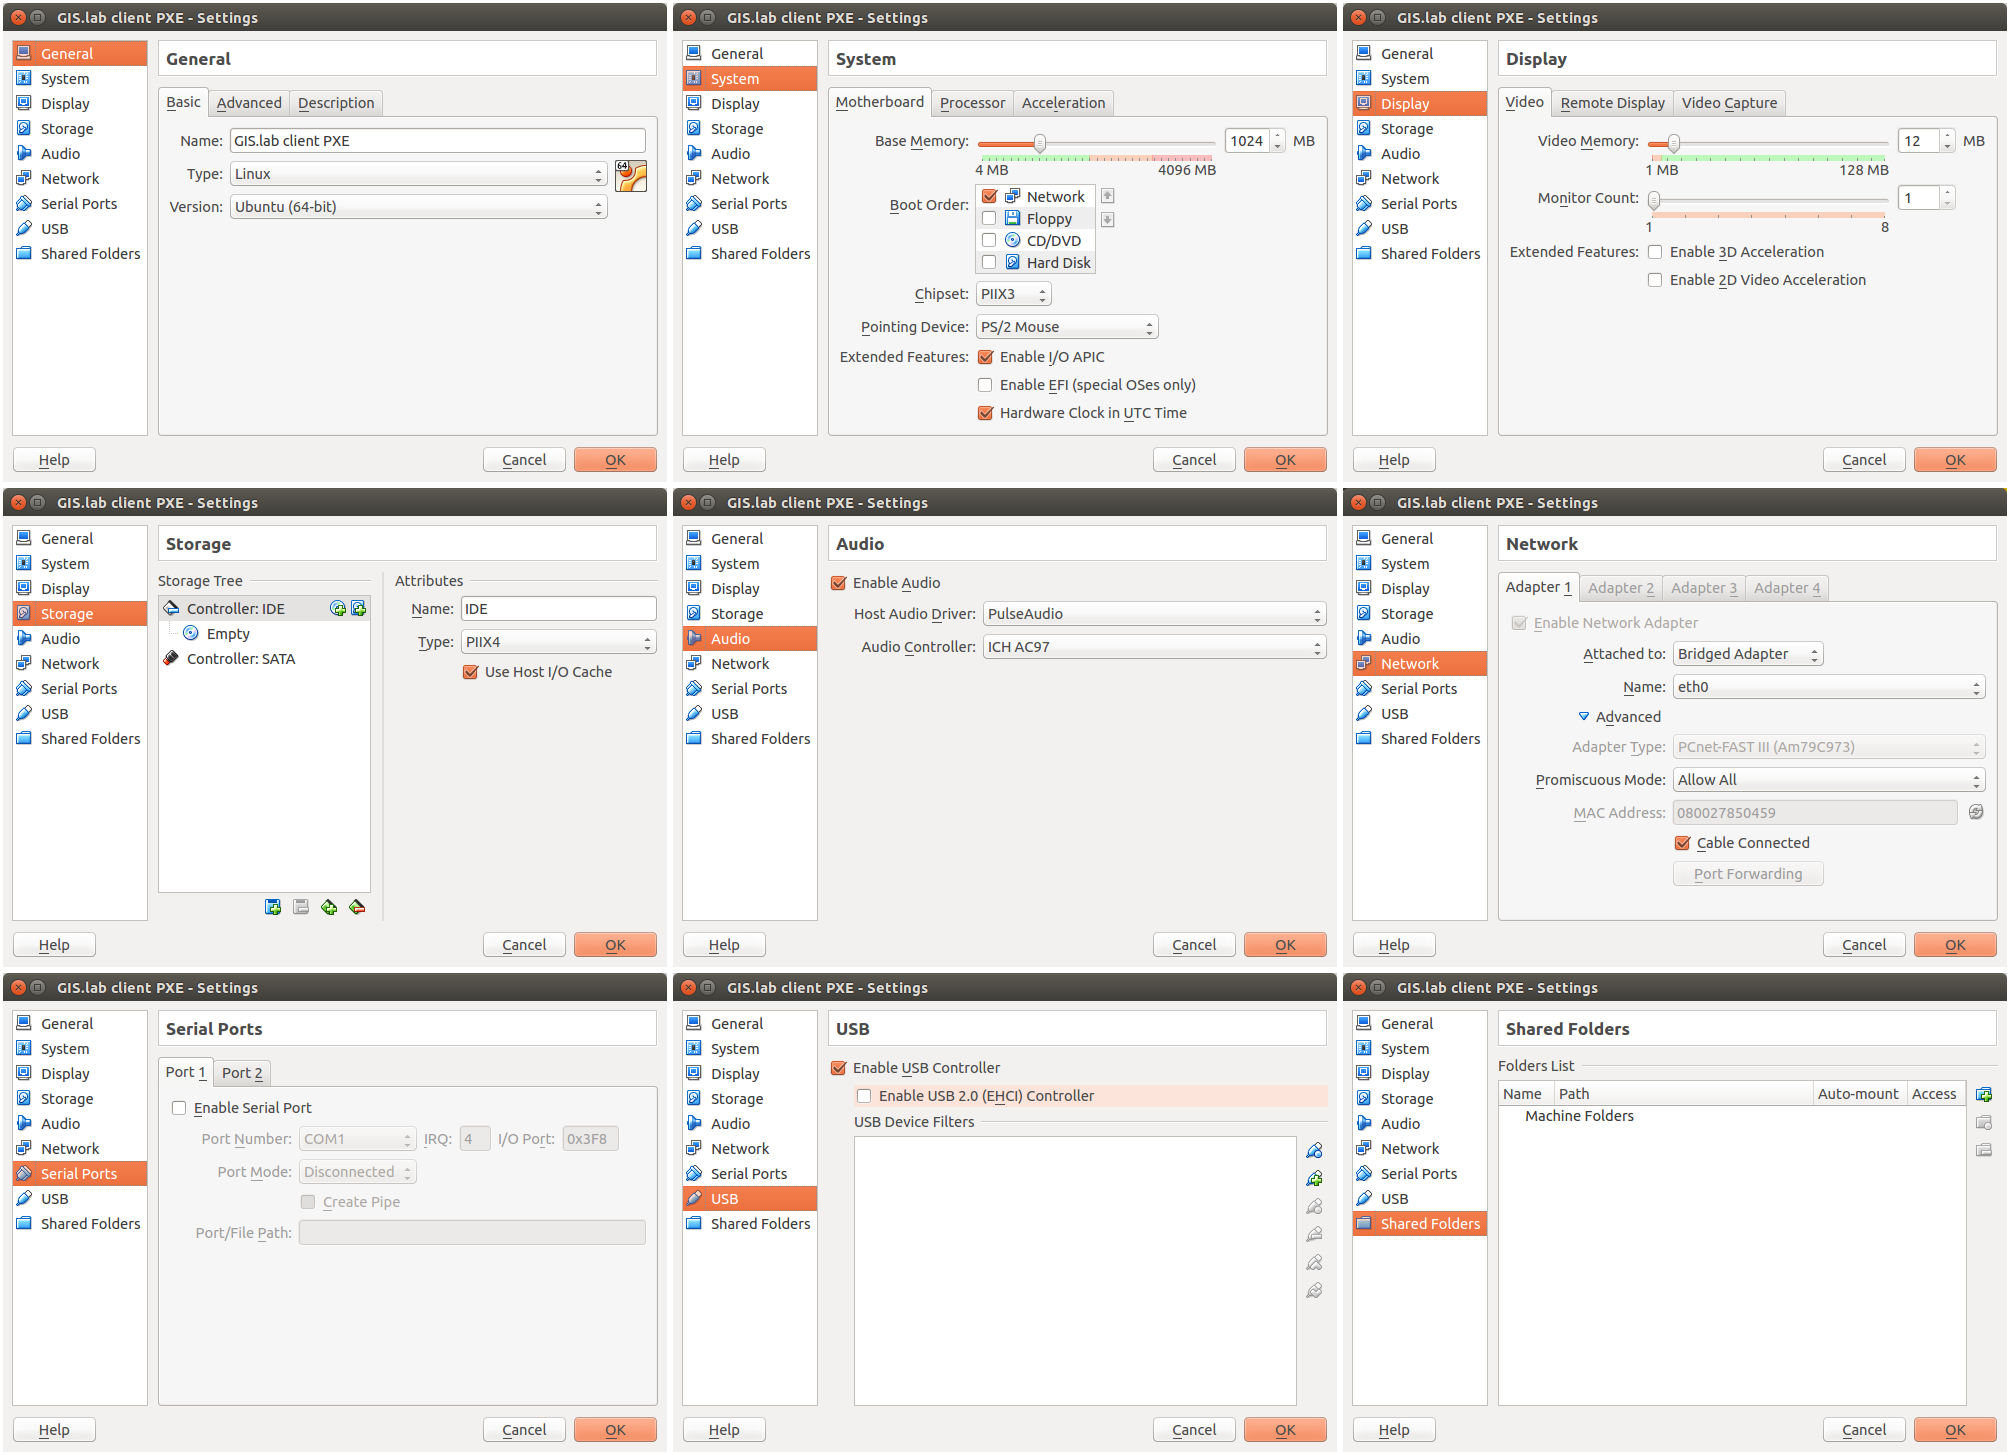 GIS.lab client PXE - Settings
General
System
Display
Storage
Audio
Network
Serial Ports
USB
Shared Folders
General
Basic Advanced Description
Name: GIS.lab client PXE
Type: Linux
64
Version: Ubuntu (64-bit)
Help Cancel OK
GIS.lab client PXE - Settings
General
System
Display
Storage
Audio
Network
Serial Ports
USB
Shared Folders
System
Motherboard Processor Acceleration
Base Memory: 1024 MB
4 MB 4096 MB
Boot Order: Network
Floppy
CD/DVD
Hard Disk
Chipset: PIIX3
Pointing Device: PS/2 Mouse
Extended Features: Enable I/O APIC
Enable EFI (special OSes only)
Hardware Clock in UTC Time
Help Cancel OK
GIS.lab client PXE - Settings
General
System
Display
Storage
Audio
Network
Serial Ports
USB
Shared Folders
Display
Video Remote Display Video Capture
Video Memory: 12 MB
1 MB 128 MB
Monitor Count: 1
1 8
Extended Features: Enable 3D Acceleration
Enable 2D Video Acceleration
Help Cancel OK
GIS.lab client PXE - Settings
General
System
Display
Storage
Audio
Network
Serial Ports
USB
Shared Folders
Storage
Storage Tree
Controller: IDE
Empty
Controller: SATA
Attributes
Name: IDE
Type: PIIX4
Use Host I/O Cache
Help Cancel OK
GIS.lab client PXE - Settings
General
System
Display
Storage
Audio
Network
Serial Ports
USB
Shared Folders
Audio
Enable Audio
Host Audio Driver: PulseAudio
Audio Controller: ICH AC97
Help Cancel OK
GIS.lab client PXE - Settings
General
System
Display
Storage
Audio
Network
Serial Ports
USB
Shared Folders
Network
Adapter 1 Adapter 2 Adapter 3 Adapter 4
Enable Network Adapter
Attached to: Bridged Adapter
Name: eth0
Advanced
Adapter Type: PCnet-FAST III (Am79C973)
Promiscuous Mode: Allow All
MAC Address: 080027850459
Cable Connected
Port Forwarding
Help Cancel OK
GIS.lab client PXE - Settings
General
System
Display
Storage
Audio
Network
Serial Ports
USB
Shared Folders
Serial Ports
Port 1 Port 2
Enable Serial Port
Port Number: COM1 IRQ: 4 I/O Port: 0x3F8
Port Mode: Disconnected
Create Pipe
Port/File Path:
Help Cancel OK
GIS.lab client PXE - Settings
General
System
Display
Storage
Audio
Network
Serial Ports
USB
Shared Folders
USB
Enable USB Controller
Enable USB 2.0 (EHCI) Controller
USB Device Filters
Help Cancel OK
GIS.lab client PXE - Settings
General
System
Display
Storage
Audio
Network
Serial Ports
USB
Shared Folders
Shared Folders
Folders List
Name Path Auto-mount Access
Machine Folders
Help Cancel OK